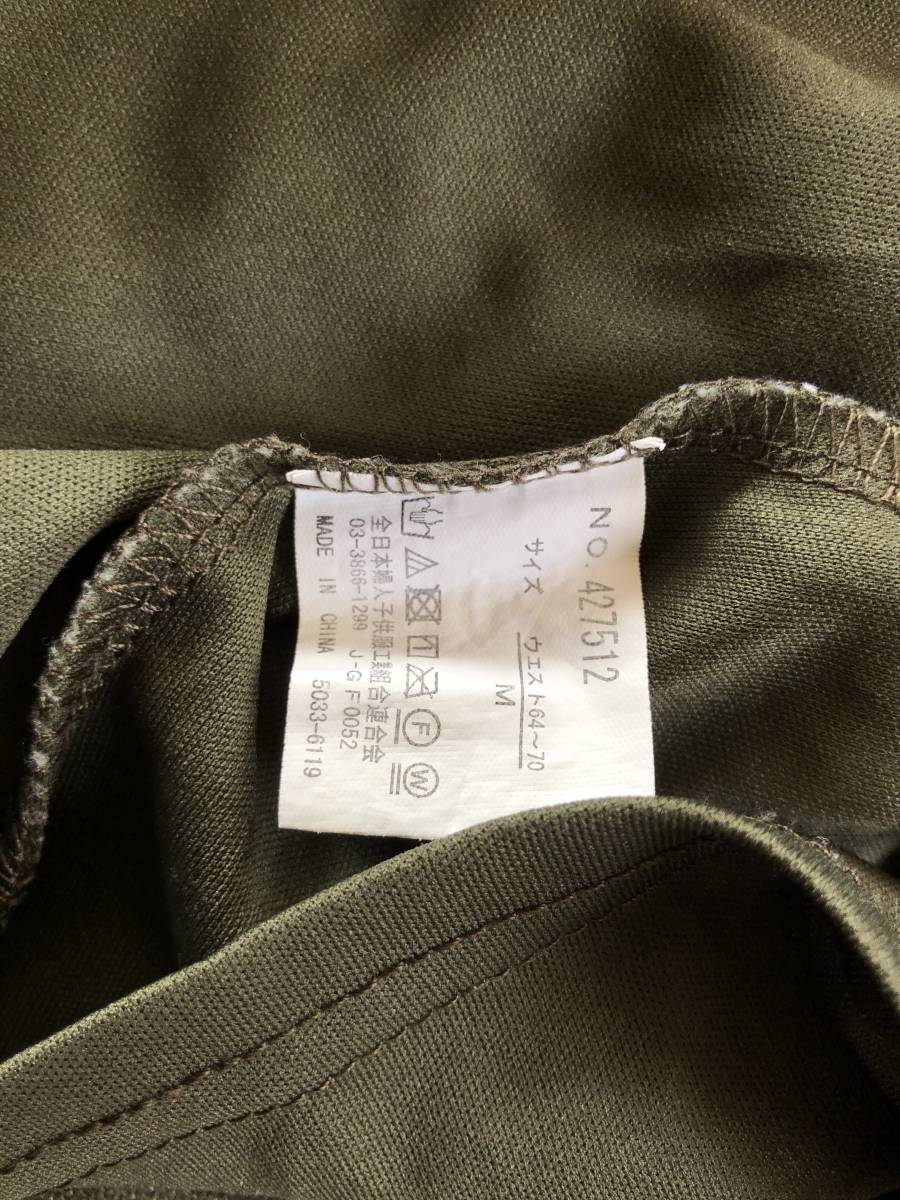 No. 427512
サイズ ウエスト64～70
M
F W
全日本婦人子供服工業組合連合会
03-3866-1299 J-GF0052
MADE IN CHINA 5033-6119